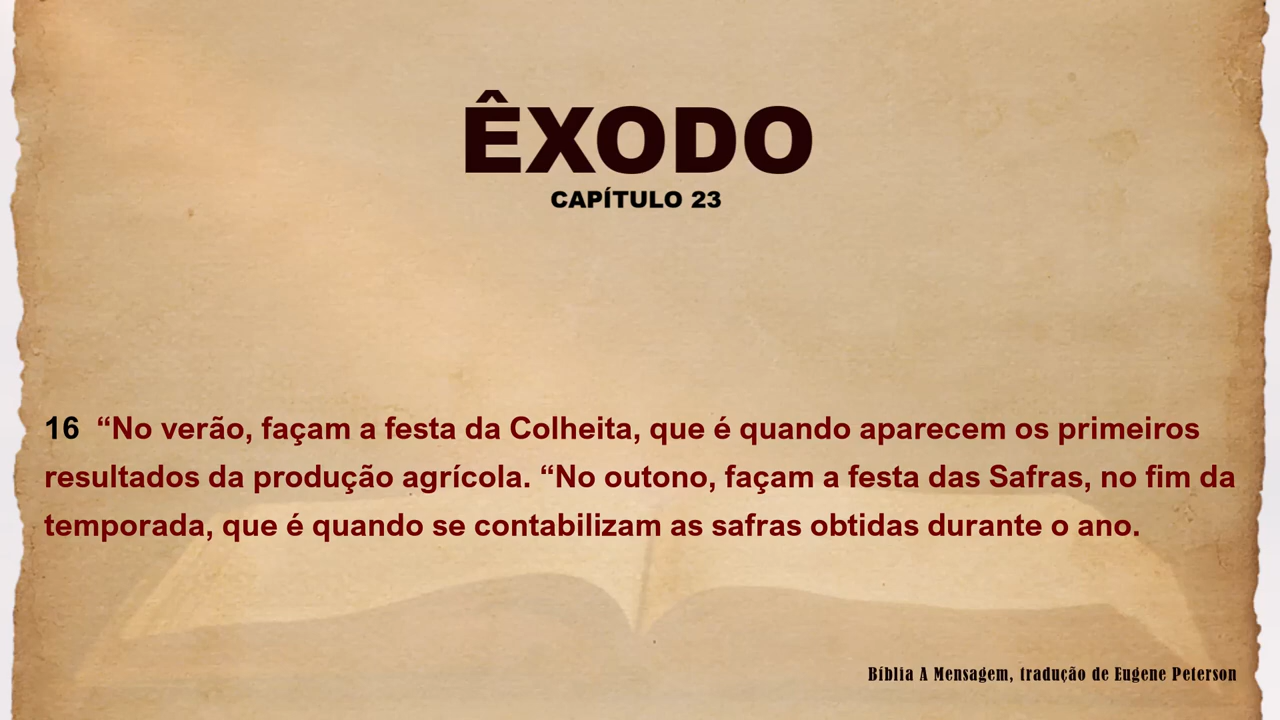 ÊXODO
CAPÍTULO 23
16 “No verão, façam a festa da Colheita, que é quando aparecem os primeiros
resultados da produção agrícola. “No outono, façam a festa das Safras, no fim da
temporada, que é quando se contabilizam as safras obtidas durante o ano.
Bíblia A Mensagem, tradução de Eugene Peterson